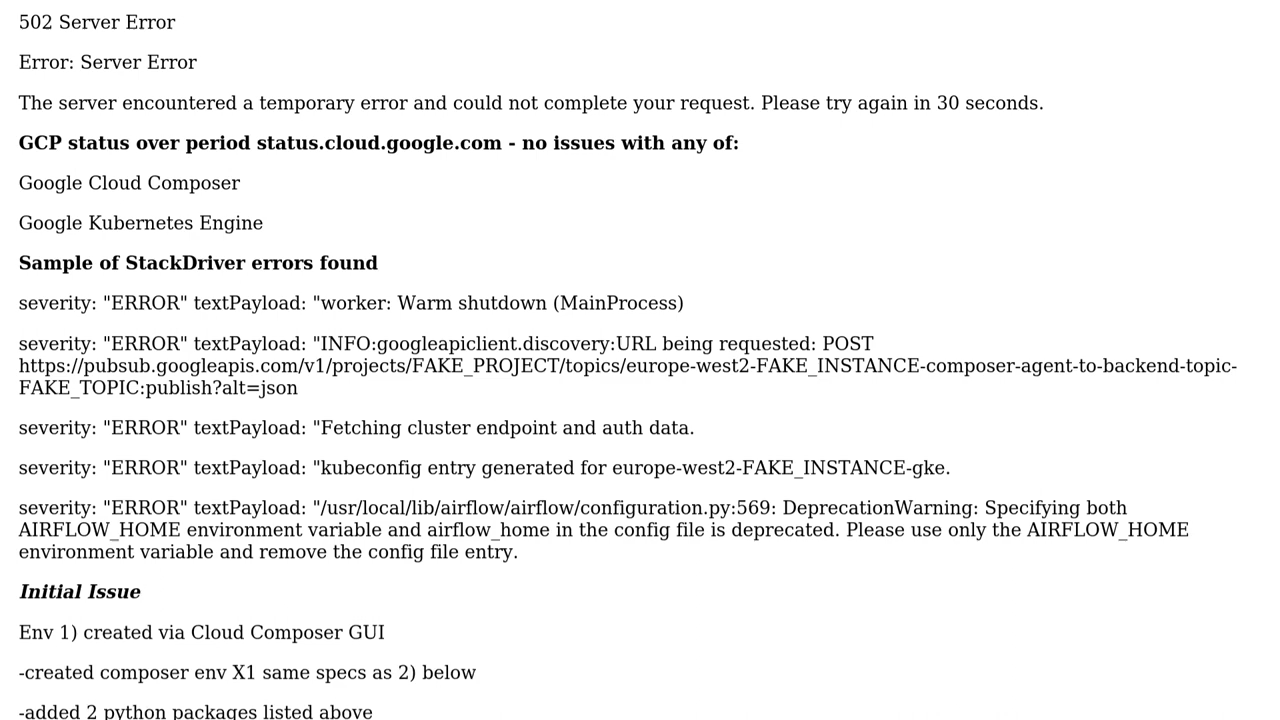 502 Server Error
Error: Server Error
The server encountered a temporary error and could not complete your request. Please try again in 30 seconds.
GCP status over period status.cloud.google.com - no issues with any of:
Google Cloud Composer
Google Kubernetes Engine
Sample of StackDriver errors found
severity: "ERROR" textPayload: "worker: Warm shutdown (MainProcess)
severity: "ERROR" textPayload: "INFO:googleapiclient.discovery:URL being requested: POST
https://pubsub.googleapis.com/v1/projects/FAKE_PROJECT/topics/europe-west2-FAKE_INSTANCE-composer-agent-to-backend-topic-
FAKE_TOPIC:publish?alt=json
severity: "ERROR" textPayload: "Fetching cluster endpoint and auth data.
severity: "ERROR" textPayload: "kubeconfig entry generated for europe-west2-FAKE_INSTANCE-gke.
severity: "ERROR" textPayload: "/usr/local/lib/airflow/airflow/configuration.py:569: DeprecationWarning: Specifying both
AIRFLOW_HOME environment variable and airflow_home in the config file is deprecated. Please use only the AIRFLOW_HOME
environment variable and remove the config file entry.
Initial Issue
Env 1) created via Cloud Composer GUI
-created composer env X1 same specs as 2) below
-added 2 python packages listed above